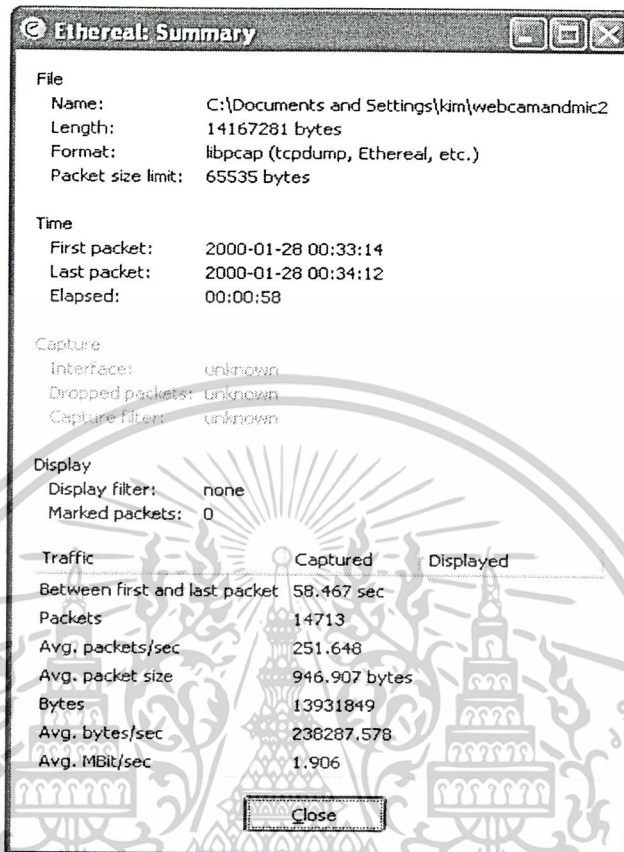 Ethereal: Summary
File
Name: C:\Documents and Settings\kim\webcamandmic2
Length: 14167281 bytes
Format: libpcap (tcpdump, Ethereal, etc.)
Packet size limit: 65535 bytes
Time
First packet: 2000-01-28 00:33:14
Last packet: 2000-01-28 00:34:12
Elapsed: 00:00:58
Capture
Interface: unknown
Dropped packets: unknown
Capture filter: unknown
Display
Display filter: none
Marked packets: 0
Traffic Captured Displayed
Between first and last packet 58.467 sec
Packets 14713
Avg. packets/sec 251.648
Avg. packet size 946.907 bytes
Bytes 13931849
Avg. bytes/sec 238287.578
Avg. MBit/sec 1.906
Close